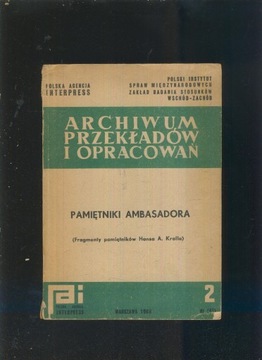 POLSKA AGENCJA
INTERPRESS
POLSKI INSTYTUT
SPRAW MIĘDZYNARODOWYCH
ZAKŁAD BADANIA STOSUNKÓW
WSCHÓD-ZACHÓD
ARCHIWUM
PRZEKŁADÓW
I OPRACOWAŃ
PAMIĘTNIKI AMBASADORA
(Fragmenty pamiętników Hansa A. Krolla)
pai
INTERPRESS
WARSZAWA
2